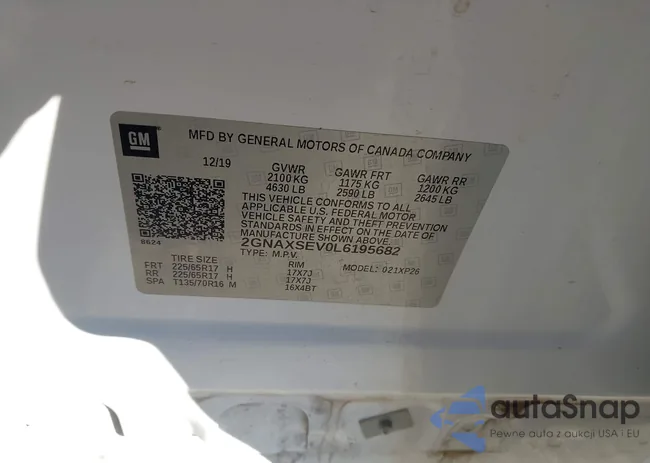 GM
MFD BY GENERAL MOTORS OF CANADA COMPANY
12/19 GVWR GAWR FRT GAWR RR
2100 KG 1175 KG 1200 KG
4630 LB 2590 LB 2645 LB
THIS VEHICLE CONFORMS TO ALL
APPLICABLE U.S. FEDERAL MOTOR
VEHICLE SAFETY AND THEFT PREVENTION
STANDARDS IN EFFECT ON THE DATE OF
MANUFACTURE SHOWN ABOVE.
8624 2GNAXSEV0L6195682
TYPE: M.P.V. MODEL: 021XP26
TIRE SIZE RIM
FRT 225/65R17 H 17X7J
RR 225/65R17 H 17X7J
SPA T135/70R16 M 16X4BT
autaSnap
Pewne auta z aukcji USA i EU